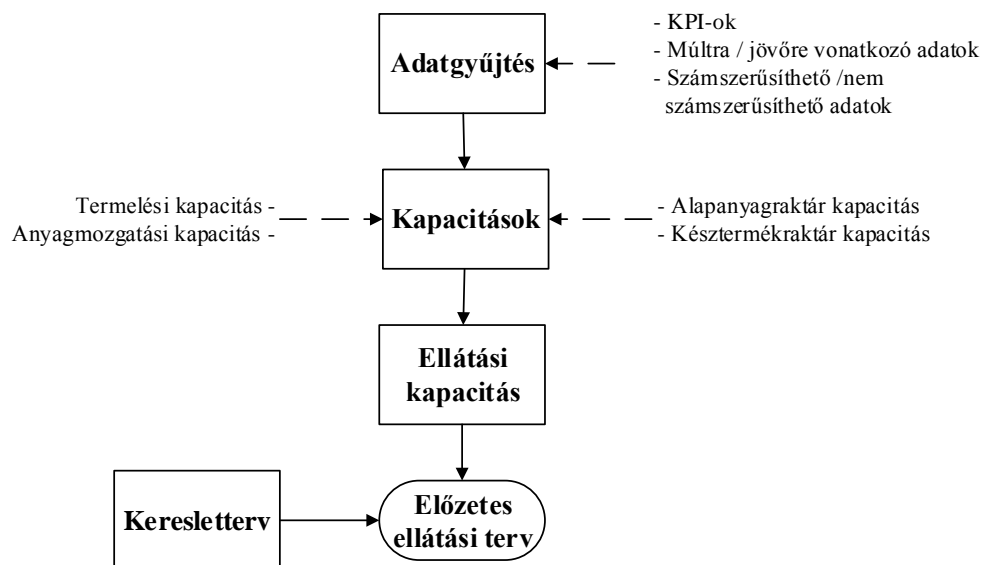 Adatgyűjtés
- KPI-ok
- Múltra / jövőre vonatkozó adatok
- Számszerűsíthető /nem
számszerűsíthető adatok
Termelési kapacitás -
Anyagmozgatási kapacitás -
Kapacitások
- Alapanyagraktár kapacitás
- Késztermékraktár kapacitás
Ellátási
kapacitás
Keresletterv
Előzetes
ellátási terv